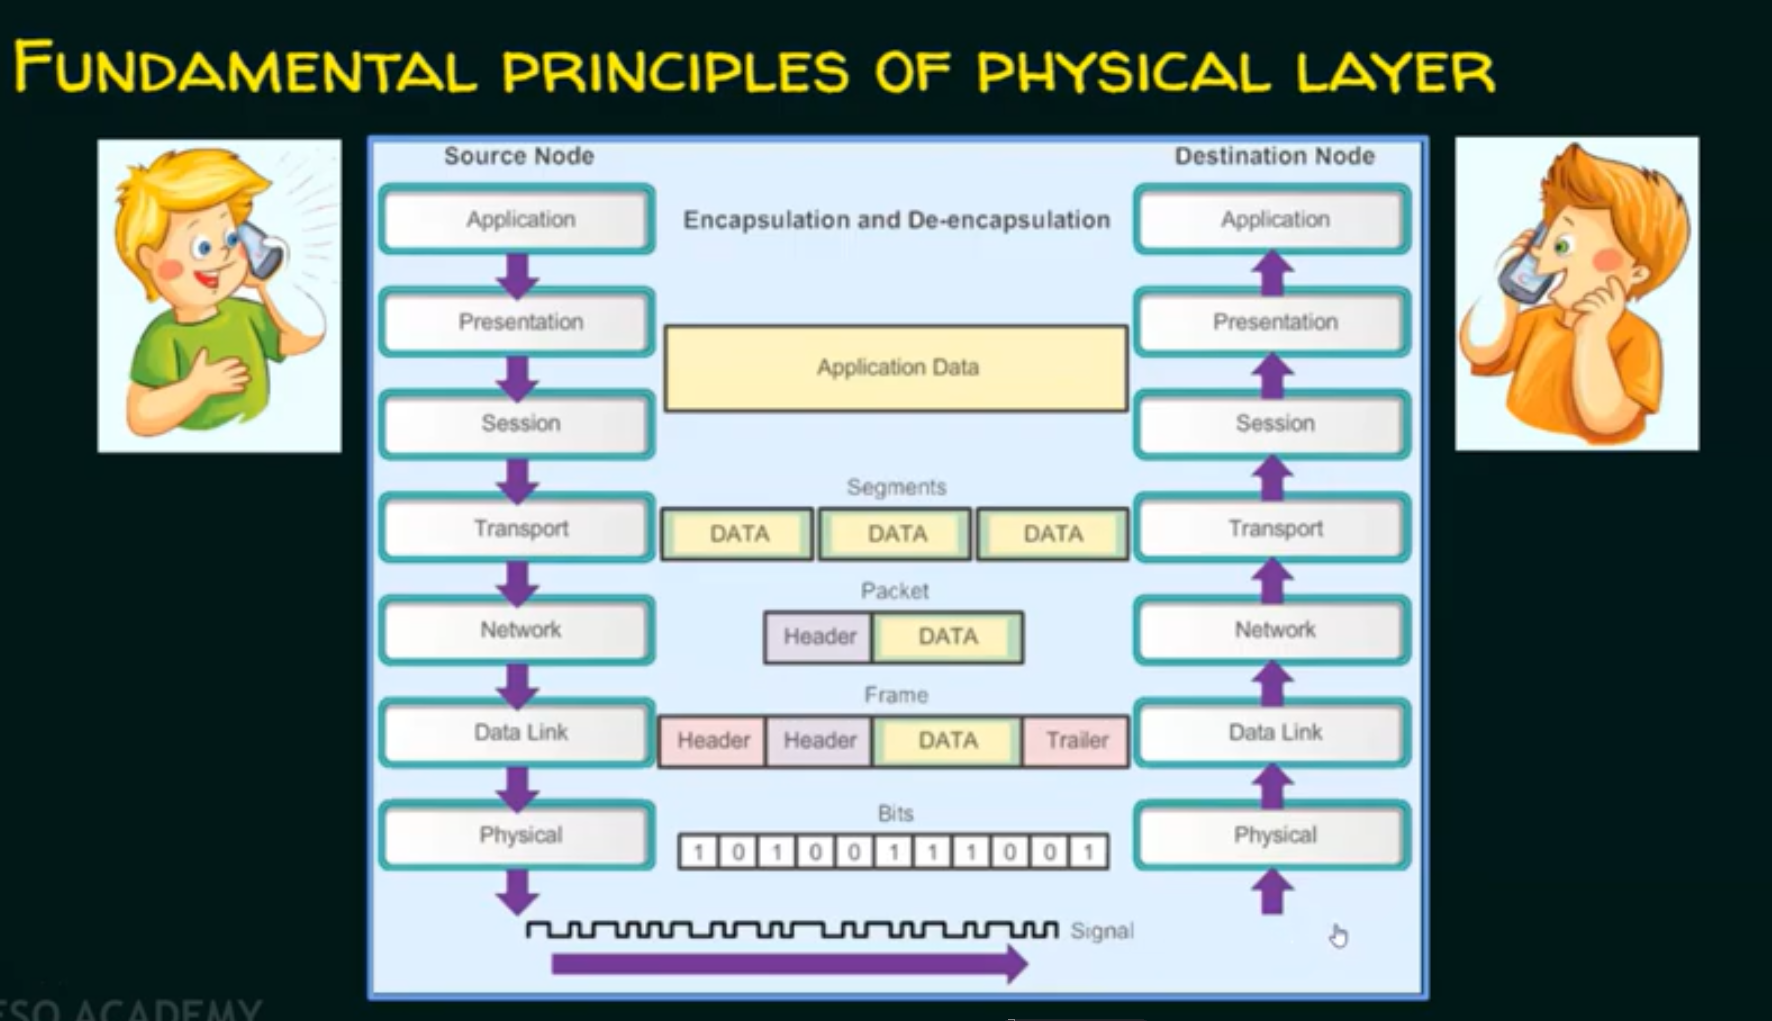 FUNDAMENTAL PRINCIPLES OF PHYSICAL LAYER
Source Node
Destination Node
Application
Encapsulation and De-encapsulation
Application
Presentation
Presentation
Application Data
Session
Session
Segments
Transport
DATA DATA DATA
Transport
Packet
Network
Header DATA
Network
Frame
Data Link
Header Header DATA Trailer
Data Link
Bits
Physical
1 0 1 0 0 1 1 1 0 0 1
Physical
Signal
ESO ACADEMY